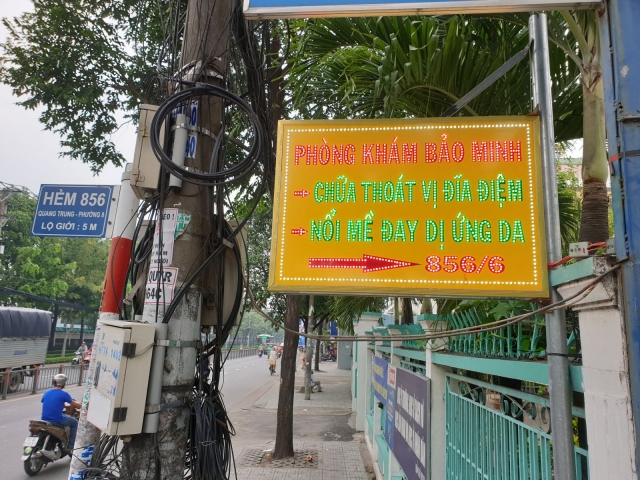 HẺM 856
QUANG TRUNG - PHƯỜNG 8
LỘ GIỚI : 5 M
PHÒNG KHÁM BẢO MINH
CHỮA THOÁT VỊ ĐĨA ĐIỆM
NỔI MỀ ĐAY DỊ ỨNG DA
856/6